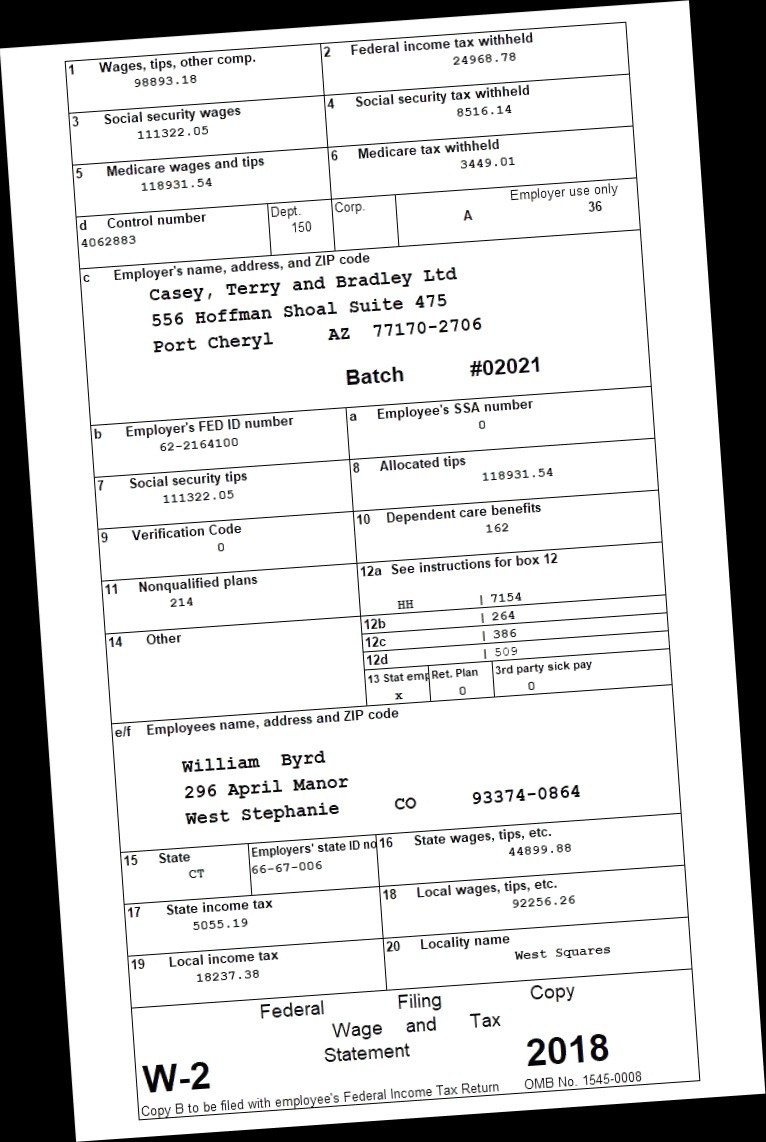 1 Wages, tips, other comp. 2 Federal income tax withheld
98893.18 24968.78
3 Social security wages 4 Social security tax withheld
111322.05 8516.14
5 Medicare wages and tips 6 Medicare tax withheld
118931.54 3449.01
d Control number Dept. Corp. Employer use only
4062883 150 A 36
c Employer's name, address, and ZIP code
Casey, Terry and Bradley Ltd
556 Hoffman Shoal Suite 475
Port Cheryl AZ 77170-2706
Batch #02021
b Employer's FED ID number a Employee's SSA number
62-2164100 0
7 Social security tips 8 Allocated tips
111322.05 118931.54
9 Verification Code 10 Dependent care benefits
0 162
11 Nonqualified plans 12a See instructions for box 12
214 HH | 7154
14 Other 12b | 264
12c | 386
12d | 509
13 Stat emp Ret. Plan 3rd party sick pay
x 0 0
e/f Employees name, address and ZIP code
William Byrd
296 April Manor
West Stephanie CO 93374-0864
15 State Employers' state ID no 16 State wages, tips, etc.
CT 66-67-006 44899.88
17 State income tax 18 Local wages, tips, etc.
5055.19 92256.26
19 Local income tax 20 Locality name
18237.38 West Squares
Federal Filing Copy
Wage and Tax
Statement
W-2 2018
Copy B to be filed with employee's Federal Income Tax Return OMB No. 1545-0008